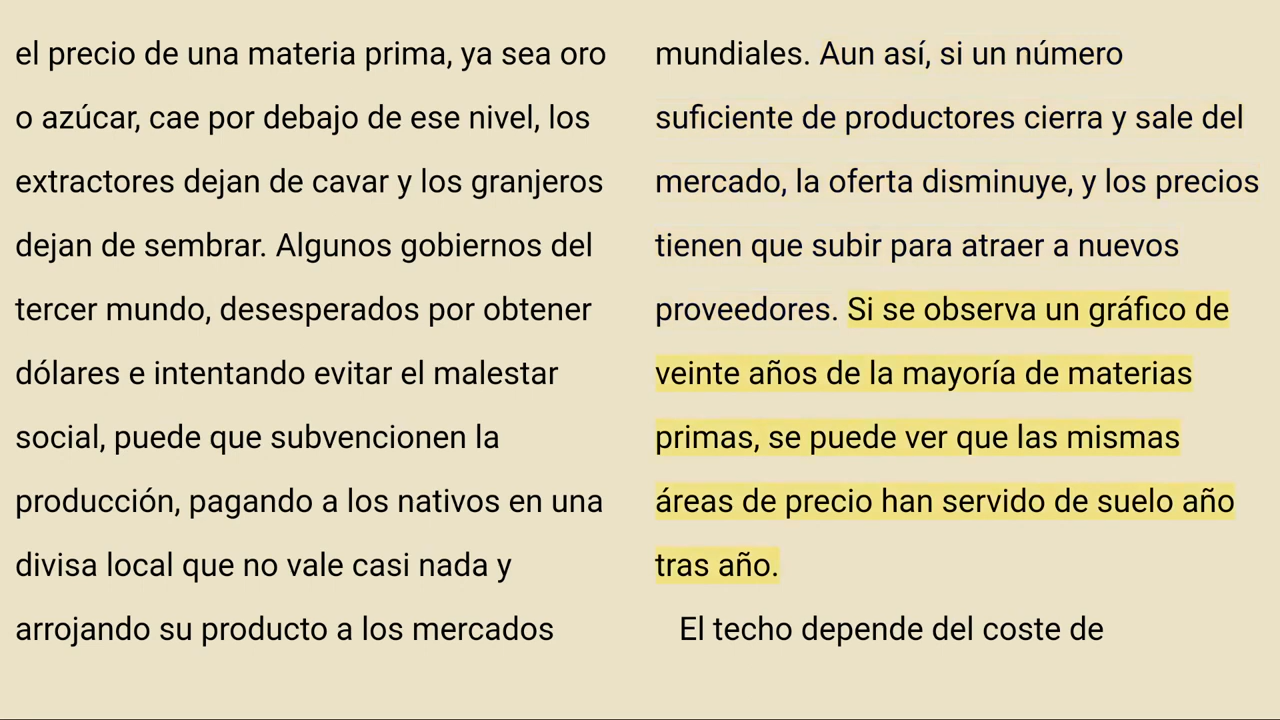 el precio de una materia prima, ya sea oro
o azúcar, cae por debajo de ese nivel, los
extractores dejan de cavar y los granjeros
dejan de sembrar. Algunos gobiernos del
tercer mundo, desesperados por obtener
dólares e intentando evitar el malestar
social, puede que subvencionen la
producción, pagando a los nativos en una
divisa local que no vale casi nada y
arrojando su producto a los mercados
mundiales. Aun así, si un número
suficiente de productores cierra y sale del
mercado, la oferta disminuye, y los precios
tienen que subir para atraer a nuevos
proveedores. Si se observa un gráfico de
veinte años de la mayoría de materias
primas, se puede ver que las mismas
áreas de precio han servido de suelo año
tras año.
El techo depende del coste de